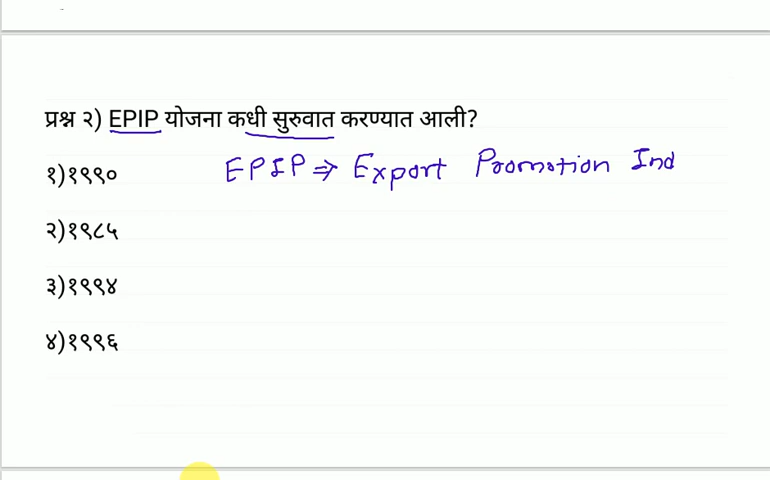 प्रश्न २) EPIP योजना कधी सुरुवात करण्यात आली?
EPIP ⇒ Export Promotion Ind
१)१९९०
२)१९८५
३)१९९४
४)१९९६